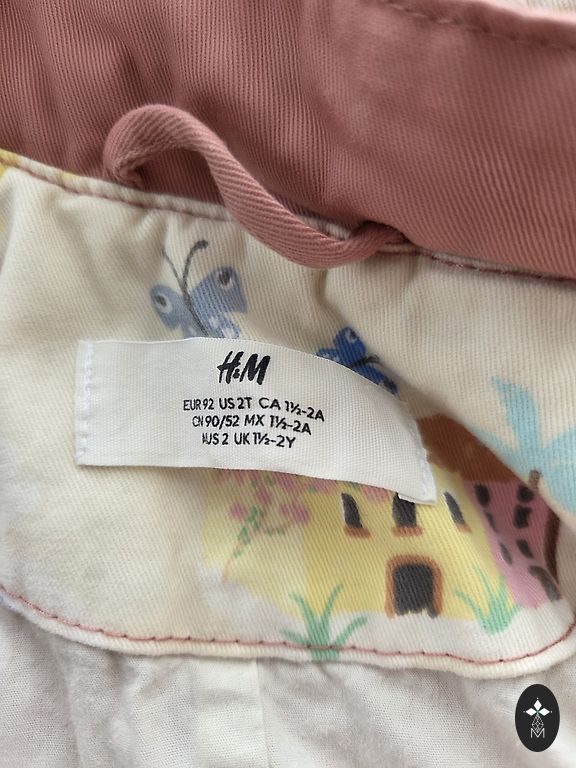 H&M
EUR 92 US 2T CA 1½-2A
CN 90/52 MX 1½-2A
AUS 2 UK 1½-2Y
M